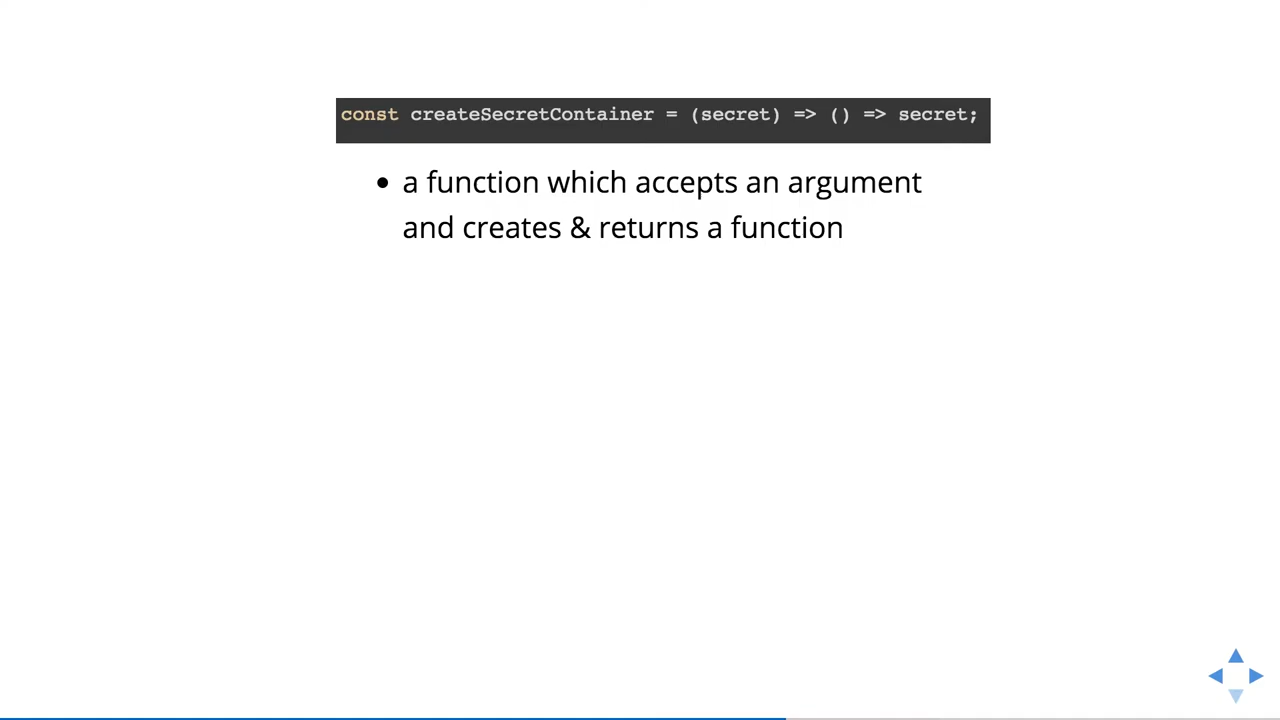 const createSecretContainer = (secret) => () => secret;
• a function which accepts an argument
and creates & returns a function